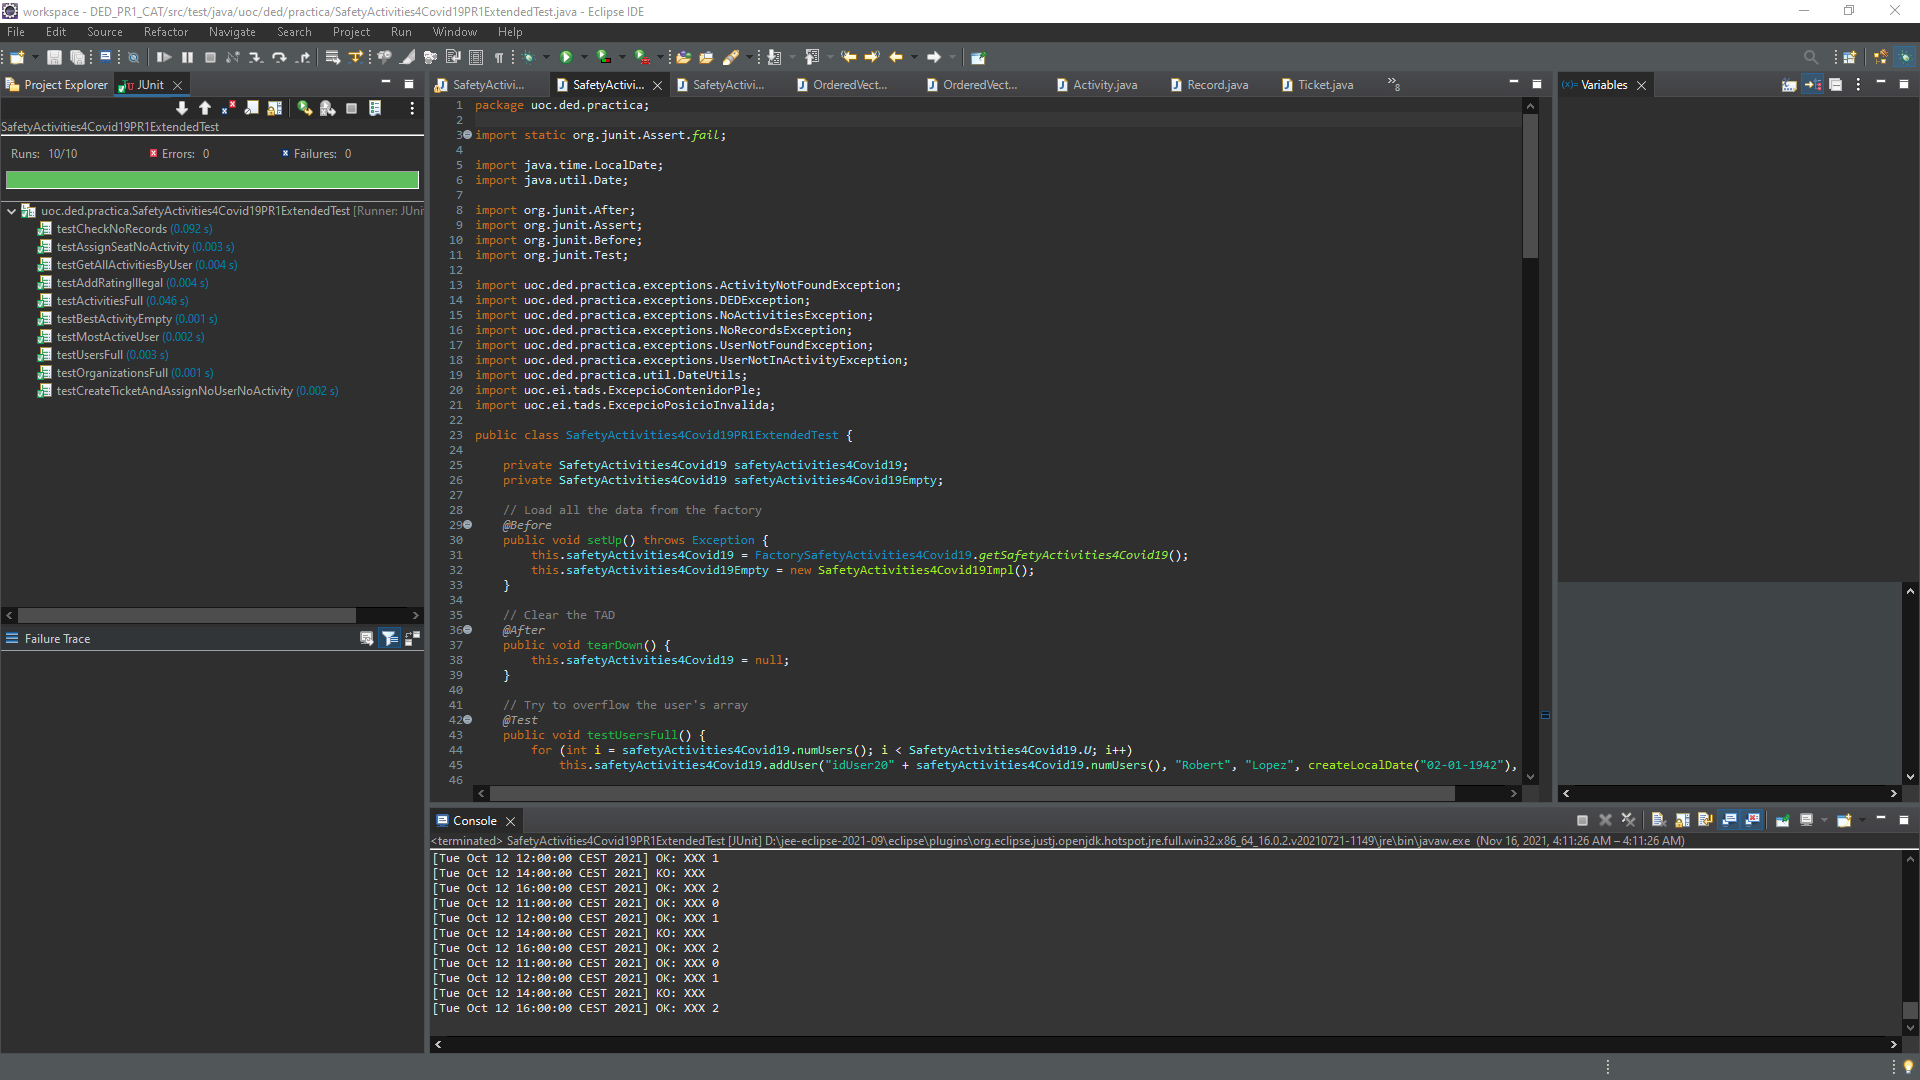 workspace - DED_PR1_CAT/src/test/java/uoc/ded/practica/SafetyActivities4Covid19PR1ExtendedTest.java - Eclipse IDE
File Edit Source Refactor Navigate Search Project Run Window Help
Project Explorer JUnit
SafetyActivities4Covid19PR1ExtendedTest
Runs: 10/10 Errors: 0 Failures: 0
uoc.ded.practica.SafetyActivities4Covid19PR1ExtendedTest [Runner: JUni
testCheckNoRecords (0.092 s)
testAssignSeatNoActivity (0.003 s)
testGetAllActivitiesByUser (0.004 s)
testAddRatingIllegal (0.004 s)
testActivitiesFull (0.046 s)
testBestActivityEmpty (0.001 s)
testMostActiveUser (0.002 s)
testUsersFull (0.003 s)
testOrganizationsFull (0.001 s)
testCreateTicketAndAssignNoUserNoActivity (0.002 s)
Failure Trace
SafetyActivi... SafetyActivi... SafetyActivi... OrderedVect... OrderedVect... Activity.java Record.java Ticket.java »8
1 package uoc.ded.practica;
2
3 import static org.junit.Assert.fail;
4
5 import java.time.LocalDate;
6 import java.util.Date;
7
8 import org.junit.After;
9 import org.junit.Assert;
10 import org.junit.Before;
11 import org.junit.Test;
12
13 import uoc.ded.practica.exceptions.ActivityNotFoundException;
14 import uoc.ded.practica.exceptions.DEDException;
15 import uoc.ded.practica.exceptions.NoActivitiesException;
16 import uoc.ded.practica.exceptions.NoRecordsException;
17 import uoc.ded.practica.exceptions.UserNotFoundException;
18 import uoc.ded.practica.exceptions.UserNotInActivityException;
19 import uoc.ded.practica.util.DateUtils;
20 import uoc.ei.tads.ExcepcioContenidorPle;
21 import uoc.ei.tads.ExcepcioPosicioInvalida;
22
23 public class SafetyActivities4Covid19PR1ExtendedTest {
24
25 private SafetyActivities4Covid19 safetyActivities4Covid19;
26 private SafetyActivities4Covid19 safetyActivities4Covid19Empty;
27
28 // Load all the data from the factory
29 @Before
30 public void setUp() throws Exception {
31 this.safetyActivities4Covid19 = FactorySafetyActivities4Covid19.getSafetyActivities4Covid19();
32 this.safetyActivities4Covid19Empty = new SafetyActivities4Covid19Impl();
33 }
34
35 // Clear the TAD
36 @After
37 public void tearDown() {
38 this.safetyActivities4Covid19 = null;
39 }
40
41 // Try to overflow the user's array
42 @Test
43 public void testUsersFull() {
44 for (int i = safetyActivities4Covid19.numUsers(); i < SafetyActivities4Covid19.U; i++)
45 this.safetyActivities4Covid19.addUser("idUser20" + safetyActivities4Covid19.numUsers(), "Robert", "Lopez", createLocalDate("02-01-1942"),
46
Variables
Console
<terminated> SafetyActivities4Covid19PR1ExtendedTest [JUnit] D:\jee-eclipse-2021-09\eclipse\plugins\org.eclipse.justj.openjdk.hotspot.jre.full.win32.x86_64_16.0.2.v20210721-1149\jre\bin\javaw.exe (Nov 16, 2021, 4:11:26 AM – 4:11:26 AM)
[Tue Oct 12 12:00:00 CEST 2021] OK: XXX 1
[Tue Oct 12 14:00:00 CEST 2021] KO: XXX
[Tue Oct 12 16:00:00 CEST 2021] OK: XXX 2
[Tue Oct 12 11:00:00 CEST 2021] OK: XXX 0
[Tue Oct 12 12:00:00 CEST 2021] OK: XXX 1
[Tue Oct 12 14:00:00 CEST 2021] KO: XXX
[Tue Oct 12 16:00:00 CEST 2021] OK: XXX 2
[Tue Oct 12 11:00:00 CEST 2021] OK: XXX 0
[Tue Oct 12 12:00:00 CEST 2021] OK: XXX 1
[Tue Oct 12 14:00:00 CEST 2021] KO: XXX
[Tue Oct 12 16:00:00 CEST 2021] OK: XXX 2